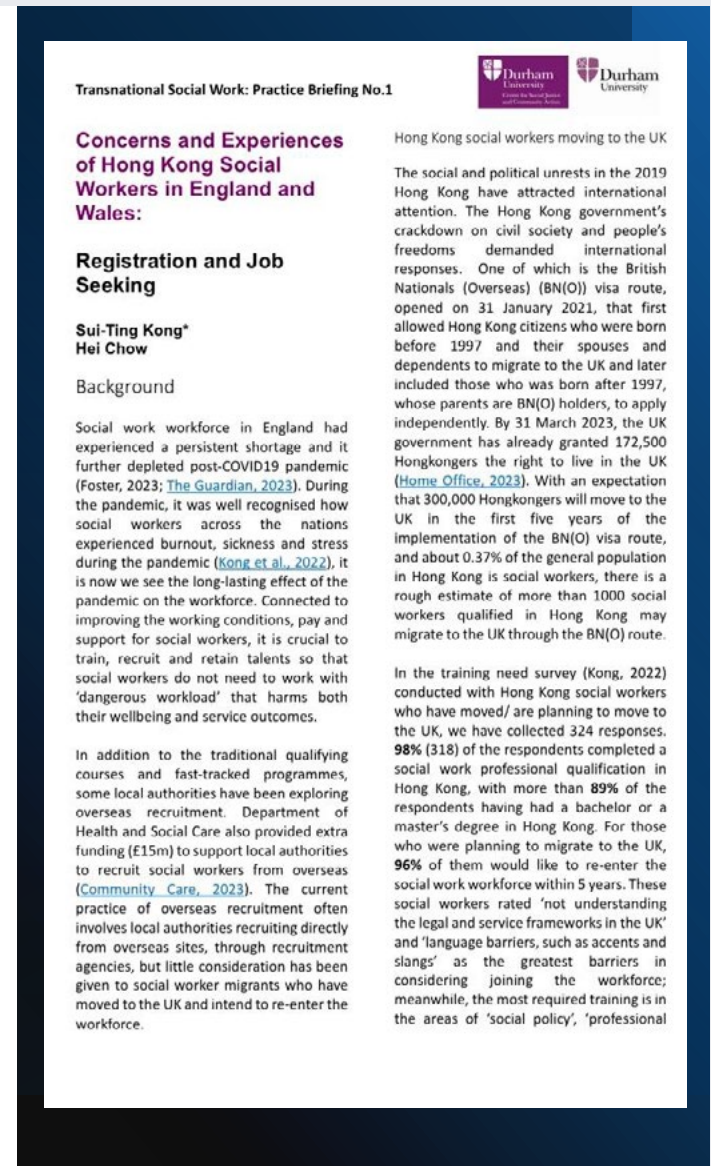 Transnational Social Work: Practice Briefing No.1
Durham
University
Centre for Social Justice
and Community Action
Durham
University
Concerns and Experiences
of Hong Kong Social
Workers in England and
Wales:
Registration and Job
Seeking
Sui-Ting Kong*
Hei Chow
Background
Social work workforce in England had
experienced a persistent shortage and it
further depleted post-COVID19 pandemic
(Foster, 2023; The Guardian, 2023). During
the pandemic, it was well recognised how
social workers across the nations
experienced burnout, sickness and stress
during the pandemic (Kong et al., 2022), it
is now we see the long-lasting effect of the
pandemic on the workforce. Connected to
improving the working conditions, pay and
support for social workers, it is crucial to
train, recruit and retain talents so that
social workers do not need to work with
‘dangerous workload’ that harms both
their wellbeing and service outcomes.
In addition to the traditional qualifying
courses and fast-tracked programmes,
some local authorities have been exploring
overseas recruitment. Department of
Health and Social Care also provided extra
funding (£15m) to support local authorities
to recruit social workers from overseas
(Community Care, 2023). The current
practice of overseas recruitment often
involves local authorities recruiting directly
from overseas sites, through recruitment
agencies, but little consideration has been
given to social worker migrants who have
moved to the UK and intend to re-enter the
workforce.
Hong Kong social workers moving to the UK
The social and political unrests in the 2019
Hong Kong have attracted international
attention. The Hong Kong government’s
crackdown on civil society and people’s
freedoms demanded international
responses. One of which is the British
Nationals (Overseas) (BN(O)) visa route,
opened on 31 January 2021, that first
allowed Hong Kong citizens who were born
before 1997 and their spouses and
dependents to migrate to the UK and later
included those who was born after 1997,
whose parents are BN(O) holders, to apply
independently. By 31 March 2023, the UK
government has already granted 172,500
Hongkongers the right to live in the UK
(Home Office, 2023). With an expectation
that 300,000 Hongkongers will move to the
UK in the first five years of the
implementation of the BN(O) visa route,
and about 0.37% of the general population
in Hong Kong is social workers, there is a
rough estimate of more than 1000 social
workers qualified in Hong Kong may
migrate to the UK through the BN(O) route.
In the training need survey (Kong, 2022)
conducted with Hong Kong social workers
who have moved/ are planning to move to
the UK, we have collected 324 responses.
98% (318) of the respondents completed a
social work professional qualification in
Hong Kong, with more than 89% of the
respondents having had a bachelor or a
master’s degree in Hong Kong. For those
who were planning to migrate to the UK,
96% of them would like to re-enter the
social work workforce within 5 years. These
social workers rated ‘not understanding
the legal and service frameworks in the UK’
and ‘language barriers, such as accents and
slangs’ as the greatest barriers in
considering joining the workforce;
meanwhile, the most required training is in
the areas of ‘social policy’, ‘professional